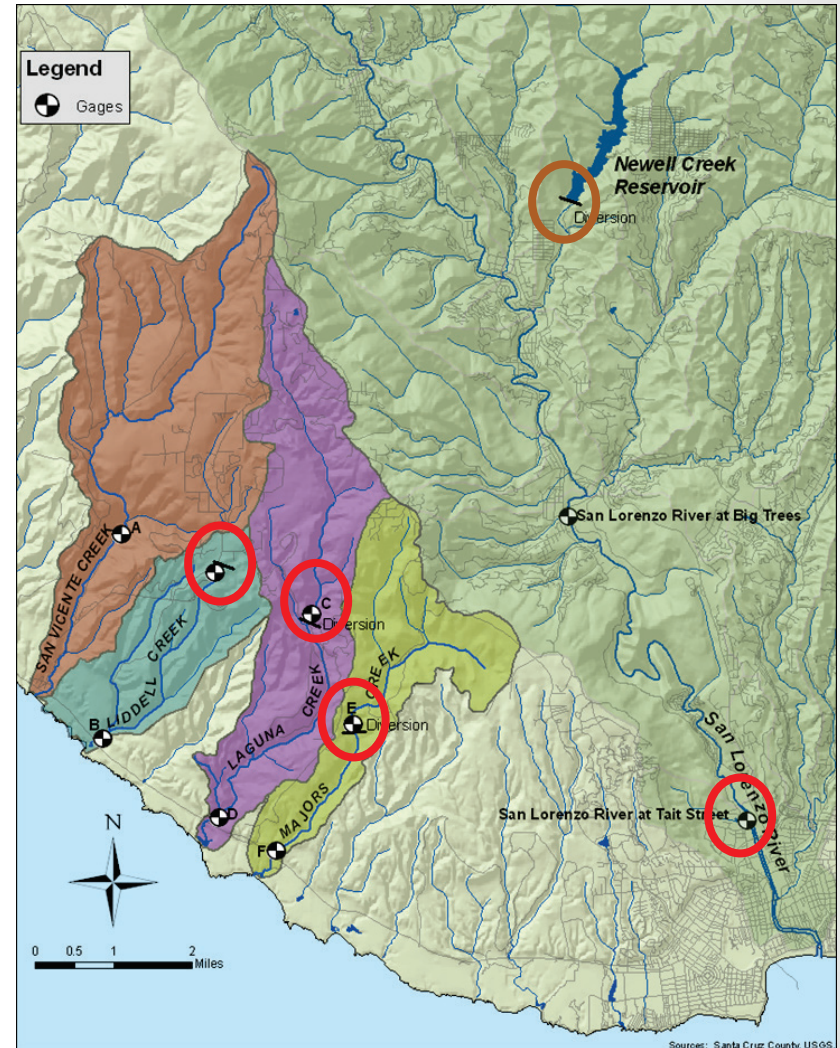 Legend
Gages
Newell Creek
Reservoir
Diversion
San Lorenzo River at Big Trees
A
SAN VICENTE CREEK
C
Diversion
LIDDELL CREEK
B
LAGUNA CREEK
E
Diversion
CREEK
MAJORS
D
F
San Lorenzo River
San Lorenzo River at Tait Street
N
0 0.5 1 2
Miles
Sources: Santa Cruz County, USGS